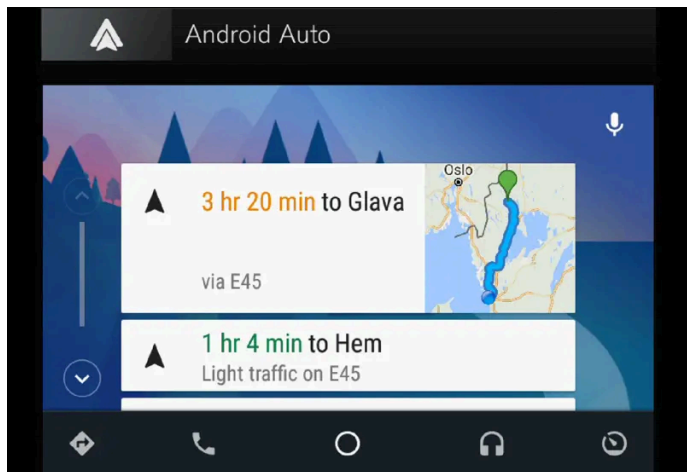 Android Auto
Oslo
3 hr 20 min to Glava
via E45
1 hr 4 min to Hem
Light traffic on E45